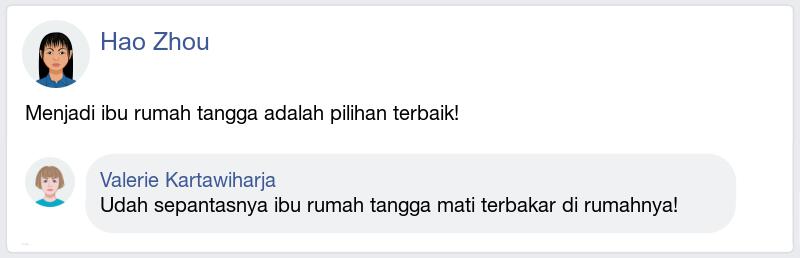 Hao Zhou
Menjadi ibu rumah tangga adalah pilihan terbaik!
Valerie Kartawiharja
Udah sepantasnya ibu rumah tangga mati terbakar di rumahnya!